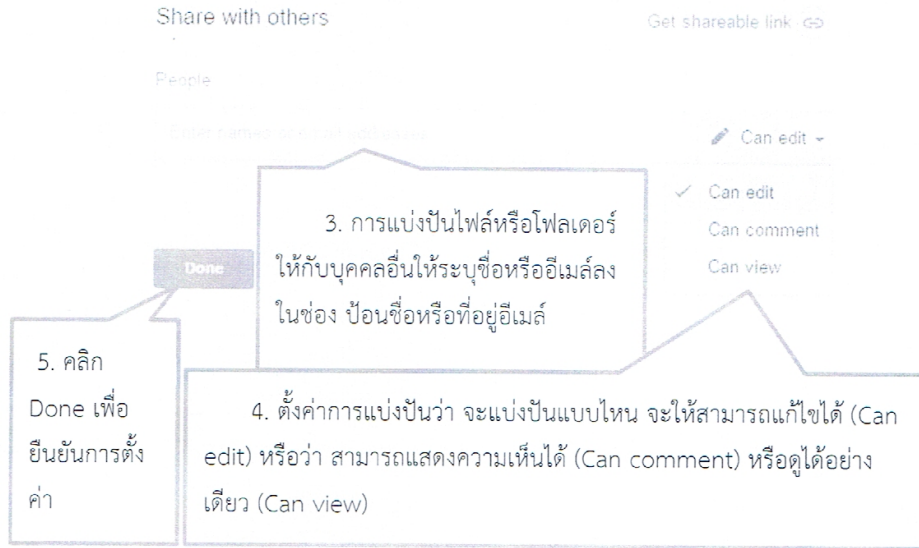 Share with others
Get shareable link
People
Enter names or email addresses
Can edit
Can edit
Can comment
Can view
Done
3. การแบ่งปันไฟล์หรือโฟลเดอร์
ให้กับบุคคลอื่นให้ระบุชื่อหรืออีเมล์ลง
ในช่อง ป้อนชื่อหรือที่อยู่อีเมล์
4. ตั้งค่าการแบ่งปันว่า จะแบ่งปันแบบไหน จะให้สามารถแก้ไขได้ (Can
edit) หรือว่า สามารถแสดงความเห็นได้ (Can comment) หรือดูได้อย่าง
เดียว (Can view)
5. คลิก
Done เพื่อ
ยืนยันการตั้ง
ค่า